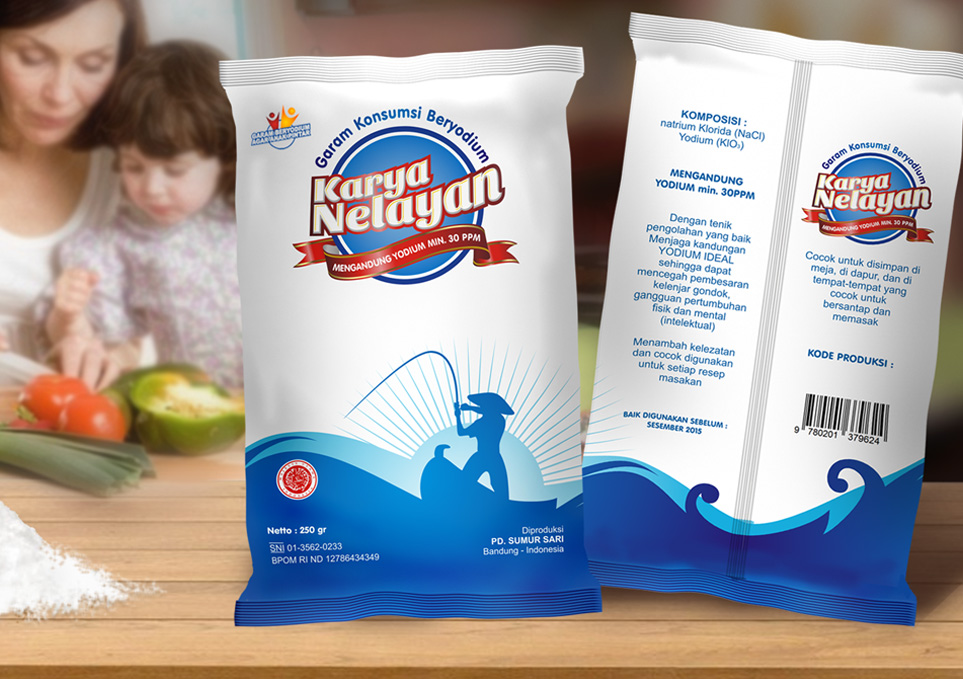 GARAM BERYODIUM
AGAR ANAK PINTAR
Garam Konsumsi Beryodium
Karya
Nelayan
MENGANDUNG YODIUM MIN. 30 PPM
Netto : 250 gr
SNI 01-3562-0233
BPOM RI ND 12786434349
Diproduksi
PD. SUMUR SARI
Bandung - Indonesia
KOMPOSISI :
natrium Klorida (NaCl)
Yodium (KIO₃)
MENGANDUNG
YODIUM min. 30PPM
Dengan tenik
pengolahan yang baik
Menjaga kandungan
YODIUM IDEAL
sehingga dapat
mencegah pembesaran
kelenjar gondok,
gangguan pertumbuhan
fisik dan mental
(intelektual)
Menambah kelezatan
dan cocok digunakan
untuk setiap resep
masakan
BAIK DIGUNAKAN SEBELUM :
SESEMBER 2015
Garam Konsumsi Beryodium
Karya
Nelayan
MENGANDUNG YODIUM MIN. 30 PPM
Cocok untuk disimpan di
meja, di dapur, dan di
tempat-tempat yang
cocok untuk
bersantap dan
memasak
KODE PRODUKSI :
9 780201 379624